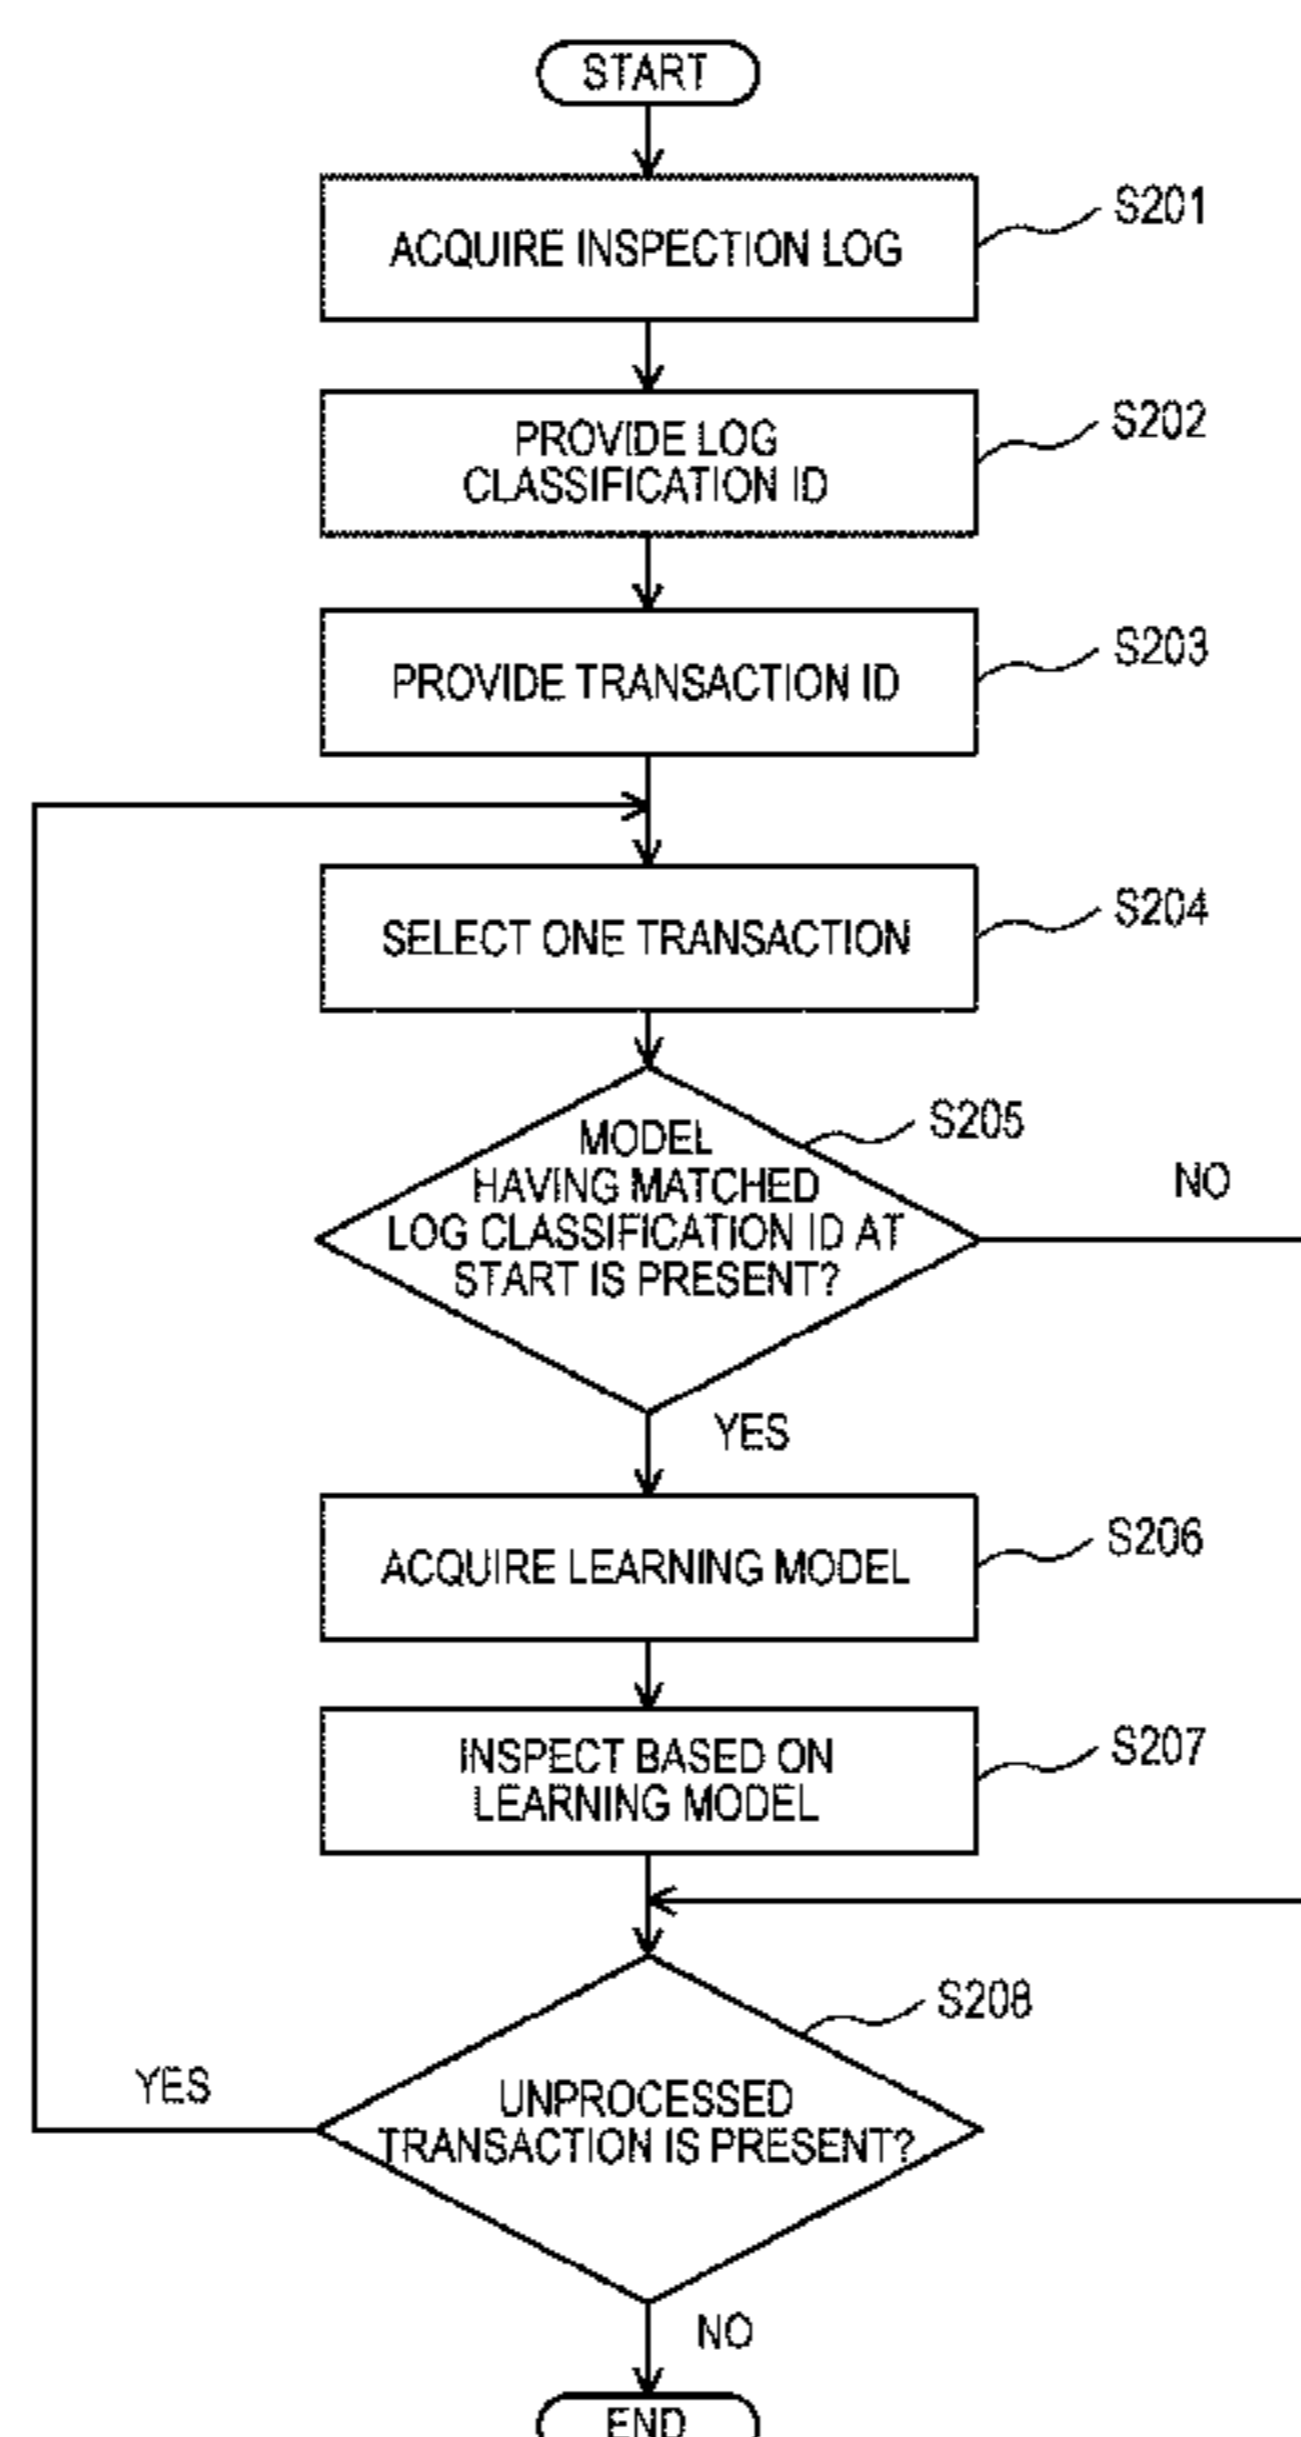 START
ACQUIRE INSPECTION LOG
S201
PROVIDE LOG
CLASSIFICATION ID
S202
PROVIDE TRANSACTION ID
S203
SELECT ONE TRANSACTION
S204
MODEL
HAVING MATCHED
LOG CLASSIFICATION ID AT
START IS PRESENT?
S205
NO
YES
ACQUIRE LEARNING MODEL
S206
INSPECT BASED ON
LEARNING MODEL
S207
UNPROCESSED
TRANSACTION IS PRESENT?
S208
YES
NO
END